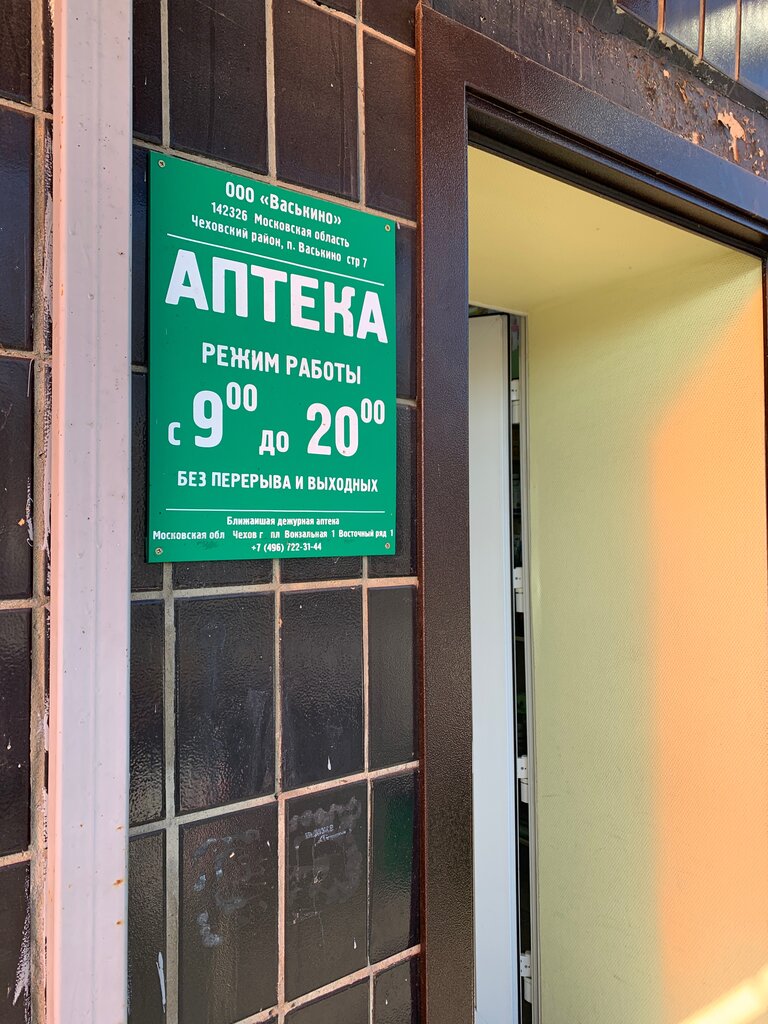 ООО «Васькино»
142326 Московская область
Чеховский район, п. Васькино стр 7
АПТЕКА
РЕЖИМ РАБОТЫ
с 9⁰⁰ до 20⁰⁰
БЕЗ ПЕРЕРЫВА И ВЫХОДНЫХ
Ближаишая дежурная аптека
Московская обл Чехов г пл Вокзальная 1 Восточный ряд 1
+7 (496) 722-31-44